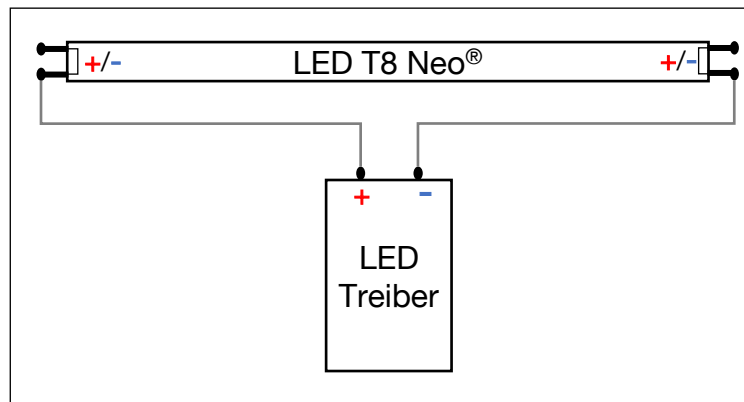 +/- LED T8 Neo® +/-
+ -
LED
Treiber